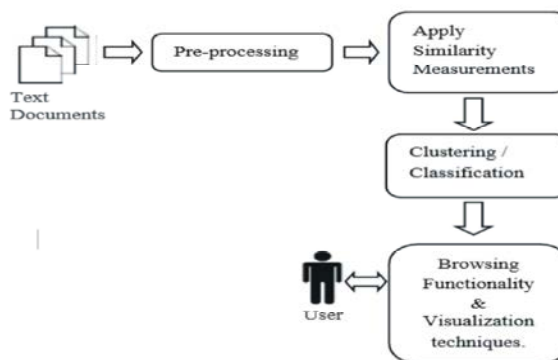 Text
Documents
Pre-processing
Apply
Similarity
Measurements
Clustering /
Classification
Browsing
Functionality
&
Visualization
techniques.
User